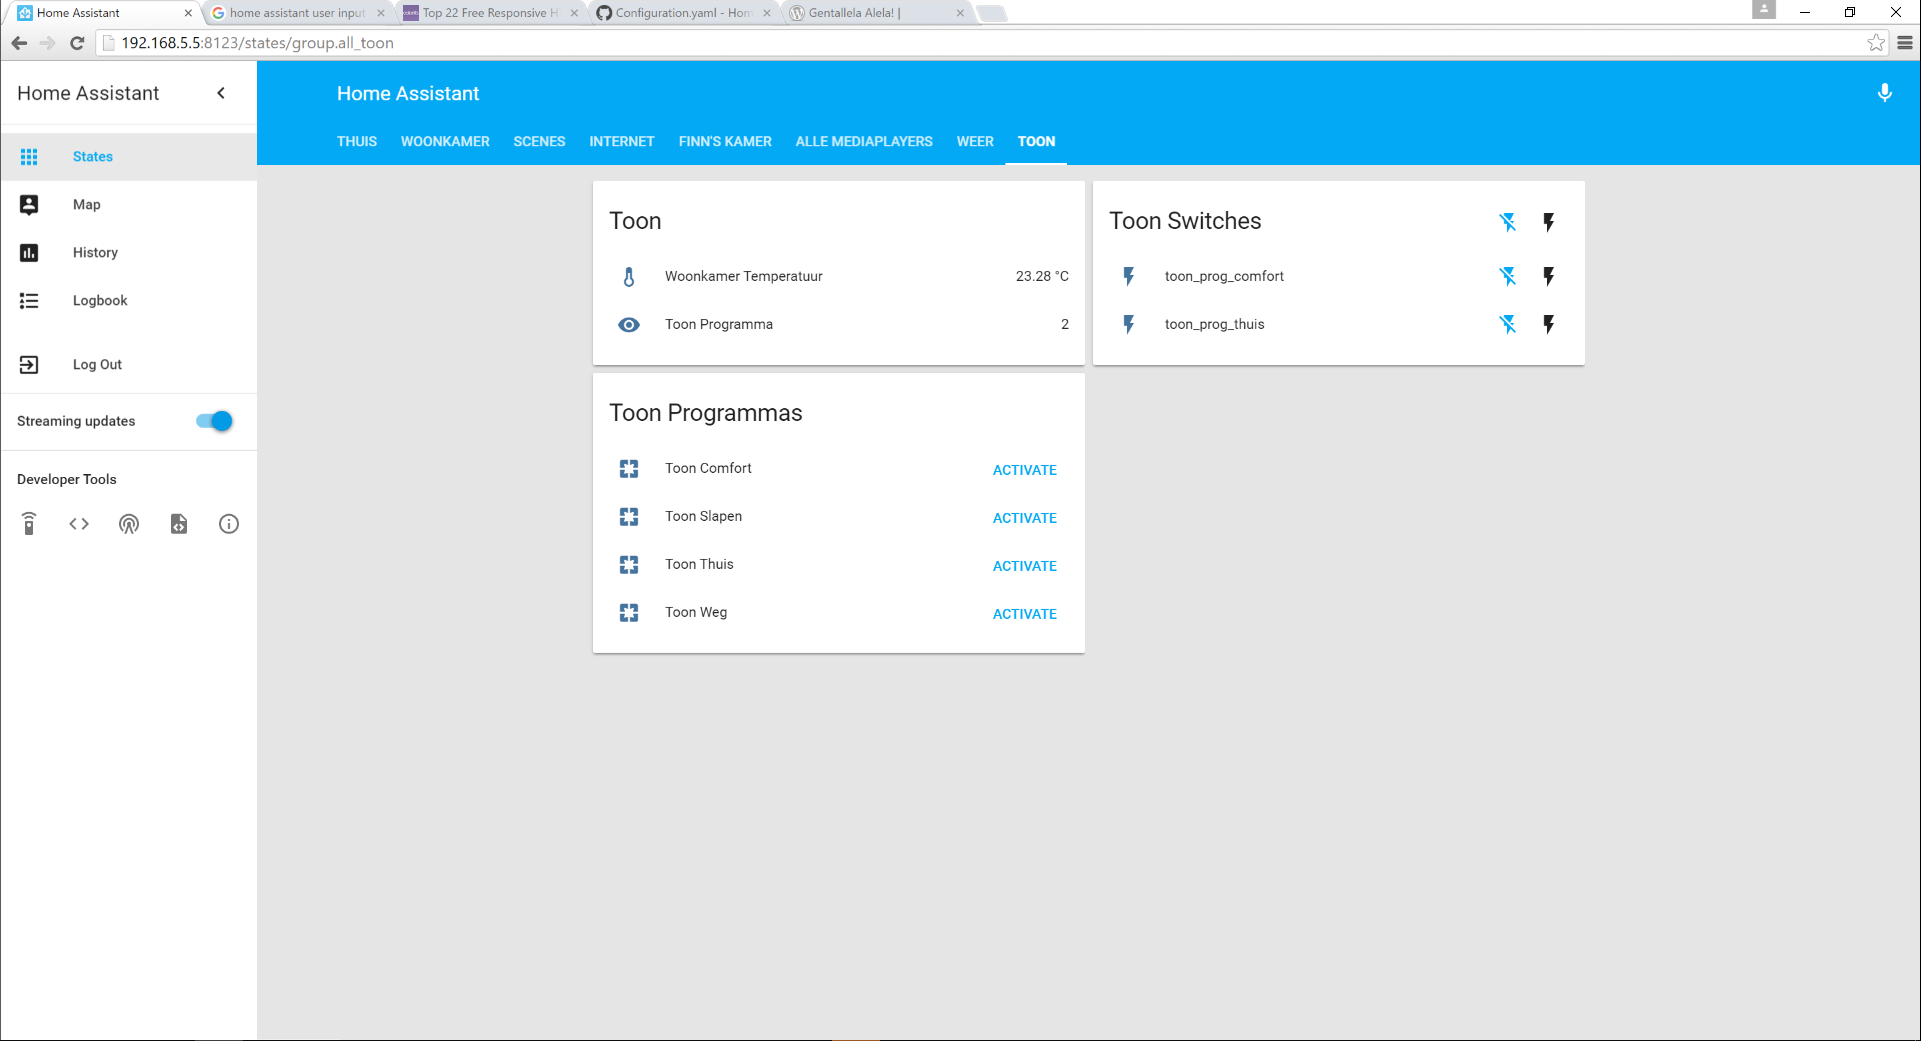 Home Assistant
home assistant user input
Top 22 Free Responsive H
Configuration.yaml - Hom
Gentallela Alela! |
192.168.5.5:8123/states/group.all_toon
Home Assistant
Home Assistant
THUIS WOONKAMER SCENES INTERNET FINN'S KAMER ALLE MEDIAPLAYERS WEER TOON
States
Map
History
Logbook
Log Out
Streaming updates
Developer Tools
Toon
Woonkamer Temperatuur 23.28 °C
Toon Programma 2
Toon Switches
toon_prog_comfort
toon_prog_thuis
Toon Programmas
Toon Comfort ACTIVATE
Toon Slapen ACTIVATE
Toon Thuis ACTIVATE
Toon Weg ACTIVATE